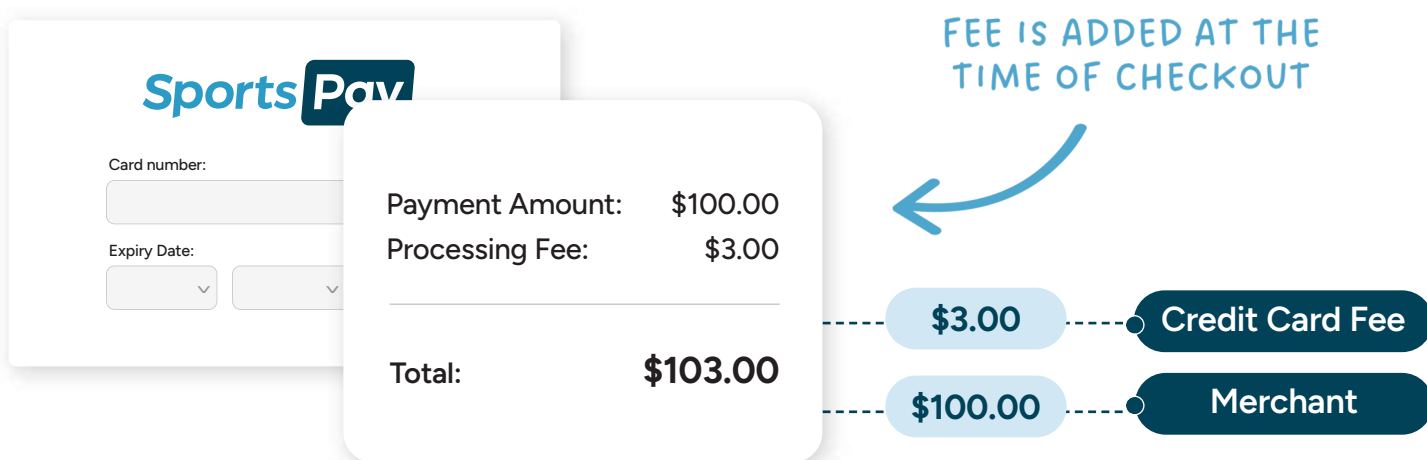 SportsPay
Card number:
Expiry Date:
Payment Amount: $100.00
Processing Fee: $3.00
Total: $103.00
FEE IS ADDED AT THE
TIME OF CHECKOUT
$3.00 Credit Card Fee
$100.00 Merchant